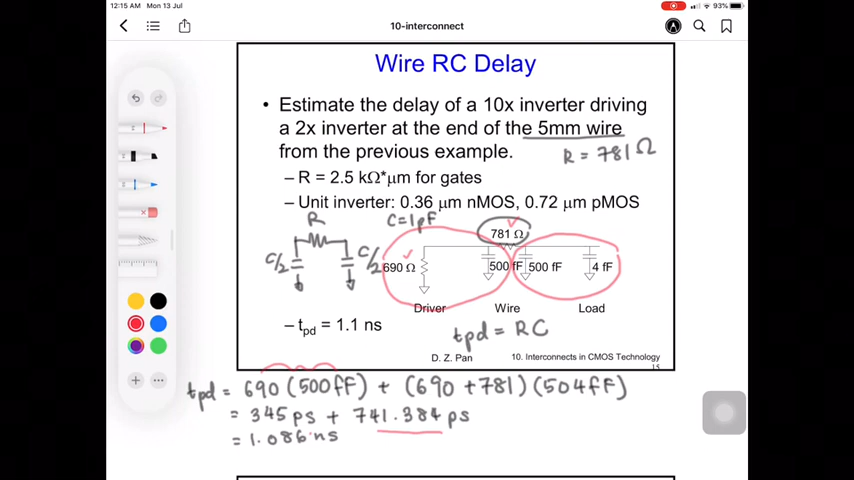 12:15 AM Mon 13 Jul
93%
10-interconnect
Wire RC Delay
• Estimate the delay of a 10x inverter driving
a 2x inverter at the end of the 5mm wire
from the previous example.
R = 781 Ω
– R = 2.5 kΩ*μm for gates
– Unit inverter: 0.36 μm nMOS, 0.72 μm pMOS
R
C=1pF
781 Ω
C/2
C/2
690 Ω
500 fF
500 fF
4 fF
Driver
Wire
Load
– tpd = 1.1 ns
tpd = RC
D. Z. Pan
10. Interconnects in CMOS Technology
15
tpd = 690 (500fF) + (690 +781) (504fF)
= 345 ps + 741.384 ps
= 1.086 ns